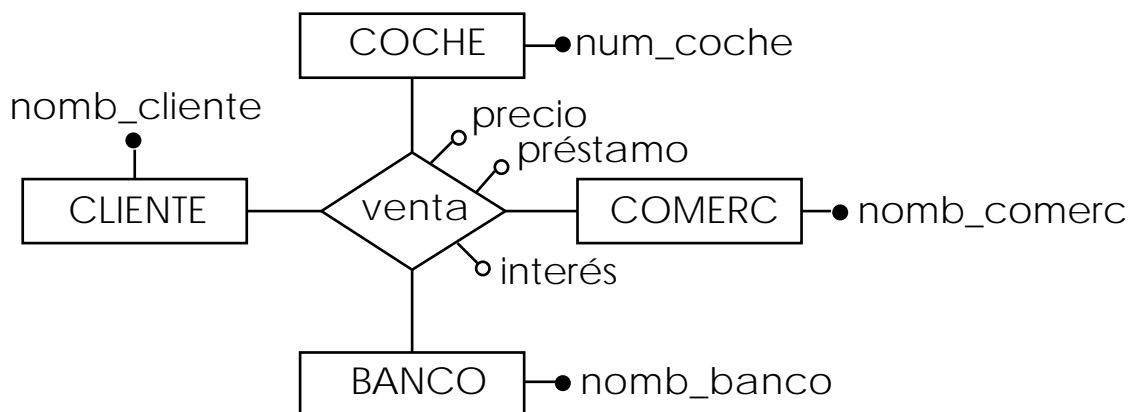 COCHE
num_coche
nomb_cliente
precio
préstamo
CLIENTE
venta
COMERC
nomb_comerc
interés
BANCO
nomb_banco